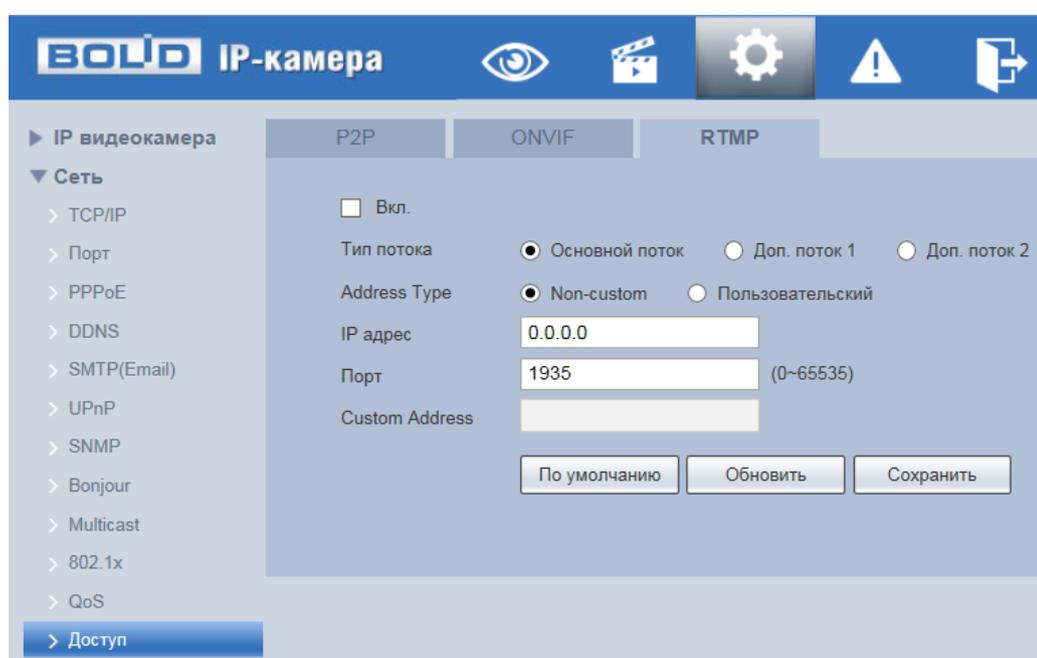 BOLID IP-камера
IP видеокамера
Сеть
TCP/IP
Порт
PPPoE
DDNS
SMTP(Email)
UPnP
SNMP
Bonjour
Multicast
802.1x
QoS
Доступ
P2P ONVIF RTMP
Вкл.
Тип потока Основной поток Доп. поток 1 Доп. поток 2
Address Type Non-custom Пользовательский
IP адрес 0.0.0.0
Порт 1935 (0~65535)
Custom Address
По умолчанию Обновить Сохранить